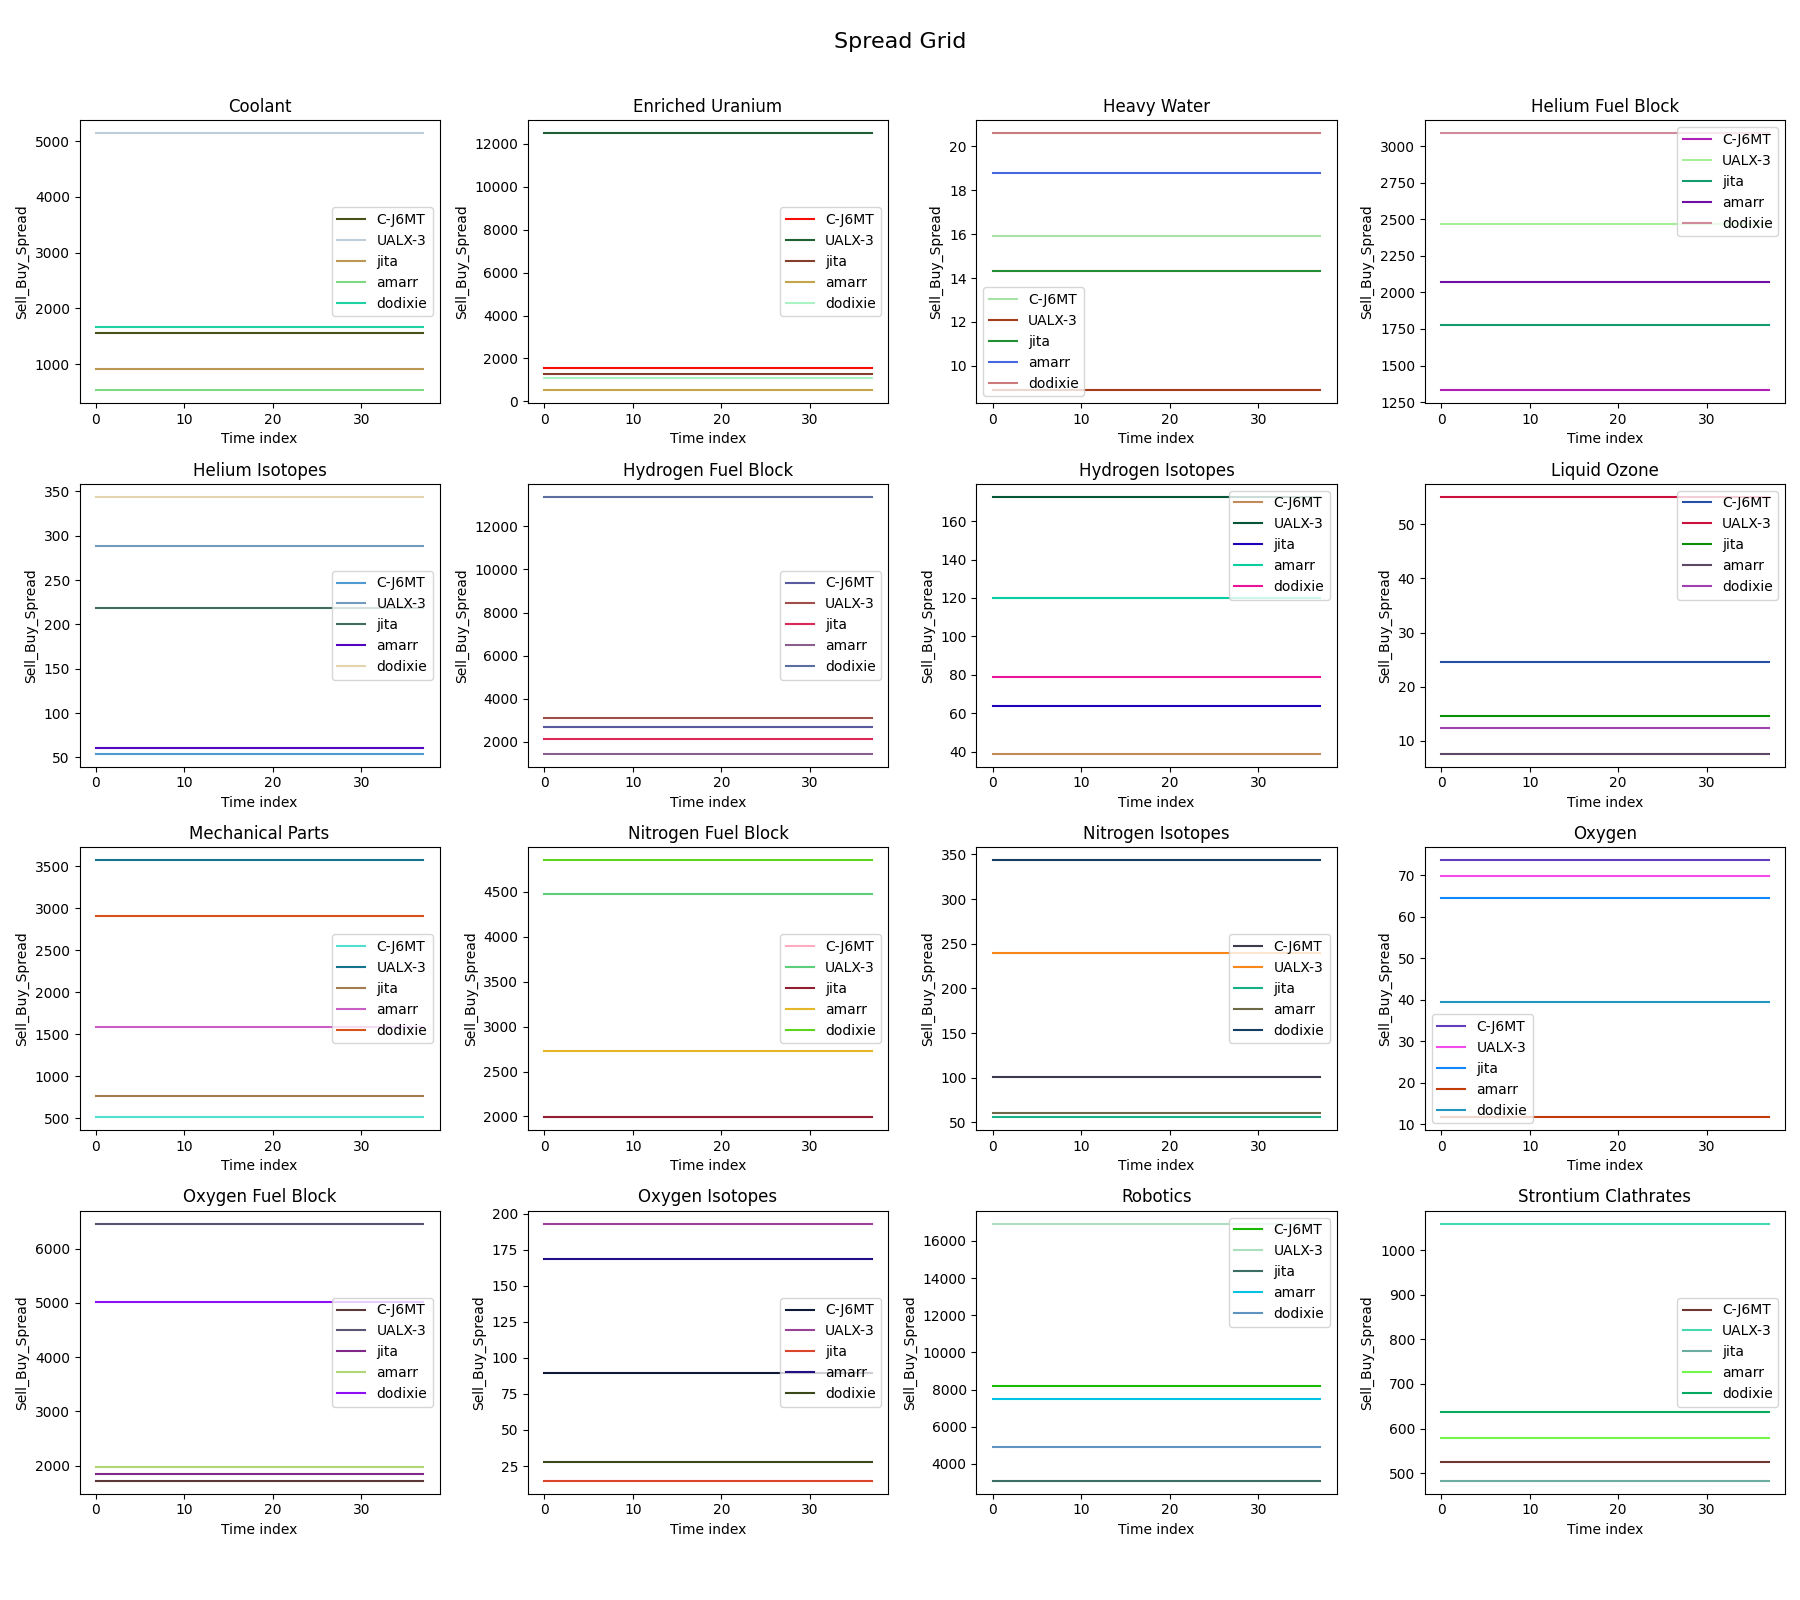 Spread Grid
Coolant
Sell_Buy_Spread
5000
4000
3000
2000
1000
C-J6MT
UALX-3
jita
amarr
dodixie
0 10 20 30
Time index
Enriched Uranium
Sell_Buy_Spread
12000
10000
8000
6000
4000
2000
0
C-J6MT
UALX-3
jita
amarr
dodixie
0 10 20 30
Time index
Heavy Water
Sell_Buy_Spread
20
18
16
14
12
10
C-J6MT
UALX-3
jita
amarr
dodixie
0 10 20 30
Time index
Helium Fuel Block
Sell_Buy_Spread
3000
2750
2500
2250
2000
1750
1500
1250
C-J6MT
UALX-3
jita
amarr
dodixie
0 10 20 30
Time index
Helium Isotopes
Sell_Buy_Spread
350
300
250
200
150
100
50
C-J6MT
UALX-3
jita
amarr
dodixie
0 10 20 30
Time index
Hydrogen Fuel Block
Sell_Buy_Spread
12000
10000
8000
6000
4000
2000
C-J6MT
UALX-3
jita
amarr
dodixie
0 10 20 30
Time index
Hydrogen Isotopes
Sell_Buy_Spread
160
140
120
100
80
60
40
C-J6MT
UALX-3
jita
amarr
dodixie
0 10 20 30
Time index
Liquid Ozone
Sell_Buy_Spread
50
40
30
20
10
C-J6MT
UALX-3
jita
amarr
dodixie
0 10 20 30
Time index
Mechanical Parts
Sell_Buy_Spread
3500
3000
2500
2000
1500
1000
500
C-J6MT
UALX-3
jita
amarr
dodixie
0 10 20 30
Time index
Nitrogen Fuel Block
Sell_Buy_Spread
4500
4000
3500
3000
2500
2000
C-J6MT
UALX-3
jita
amarr
dodixie
0 10 20 30
Time index
Nitrogen Isotopes
Sell_Buy_Spread
350
300
250
200
150
100
50
C-J6MT
UALX-3
jita
amarr
dodixie
0 10 20 30
Time index
Oxygen
Sell_Buy_Spread
70
60
50
40
30
20
10
C-J6MT
UALX-3
jita
amarr
dodixie
0 10 20 30
Time index
Oxygen Fuel Block
Sell_Buy_Spread
6000
5000
4000
3000
2000
C-J6MT
UALX-3
jita
amarr
dodixie
0 10 20 30
Time index
Oxygen Isotopes
Sell_Buy_Spread
200
175
150
125
100
75
50
25
C-J6MT
UALX-3
jita
amarr
dodixie
0 10 20 30
Time index
Robotics
Sell_Buy_Spread
16000
14000
12000
10000
8000
6000
4000
C-J6MT
UALX-3
jita
amarr
dodixie
0 10 20 30
Time index
Strontium Clathrates
Sell_Buy_Spread
1000
900
800
700
600
500
C-J6MT
UALX-3
jita
amarr
dodixie
0 10 20 30
Time index